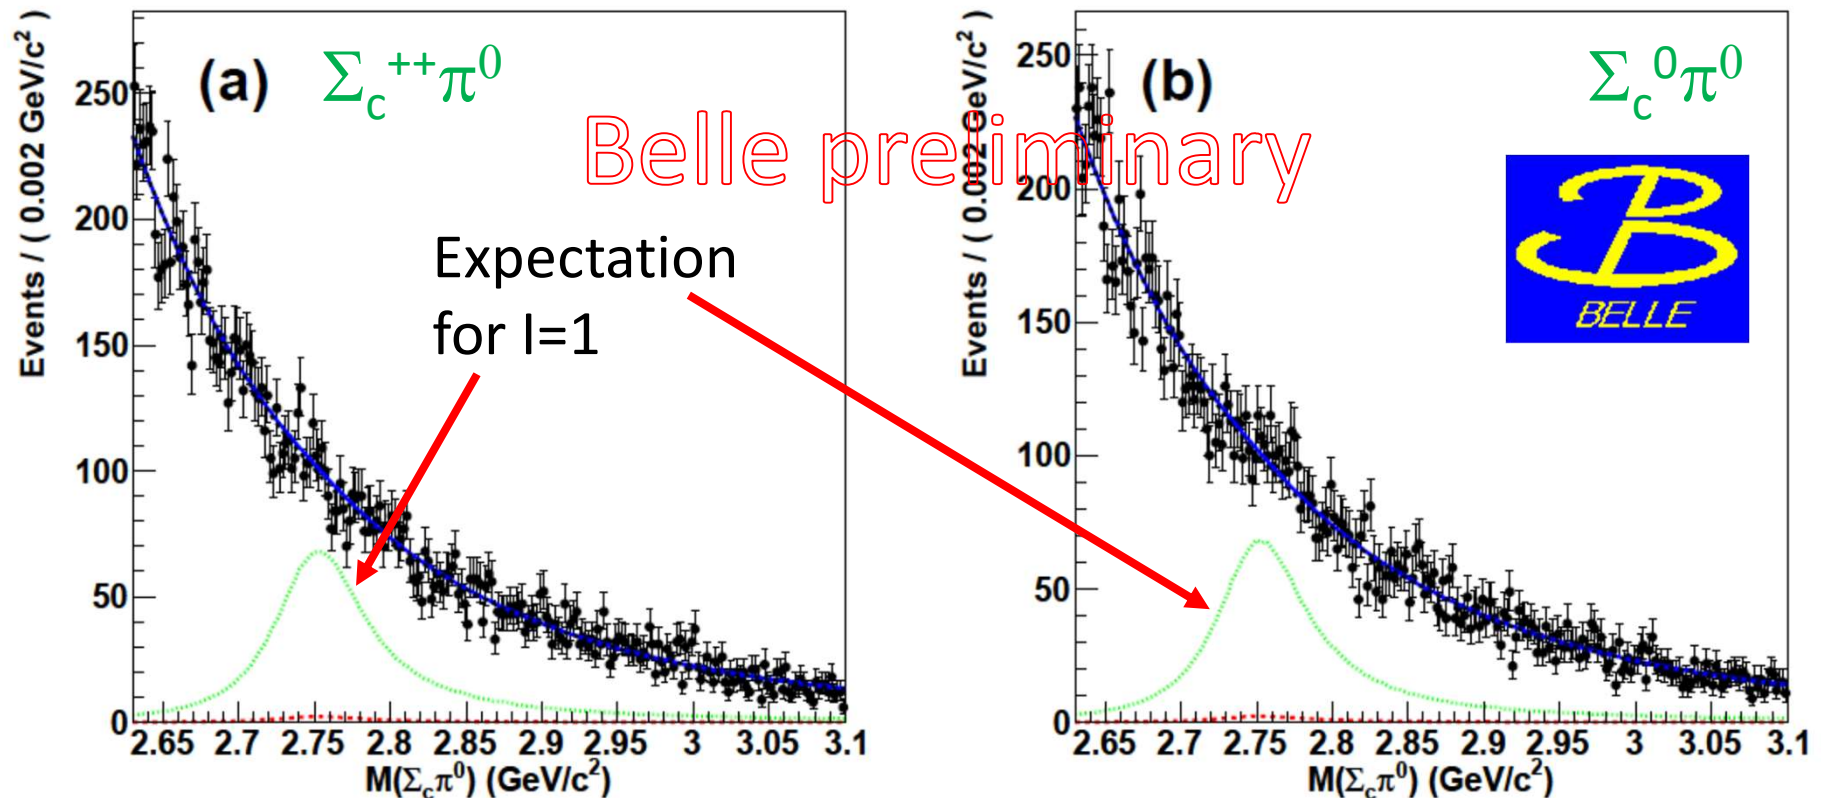 (a) Σc++π0
Events / ( 0.002 GeV/c2 )
250
200
150
100
50
0
2.65 2.7 2.75 2.8 2.85 2.9 2.95 3 3.05 3.1
M(Σcπ0) (GeV/c2)
Belle preliminary
Expectation
for I=1
(b) Σc0π0
BELLE
Events / ( 0.002 GeV/c2 )
250
200
150
100
50
0
2.65 2.7 2.75 2.8 2.85 2.9 2.95 3 3.05 3.1
M(Σcπ0) (GeV/c2)